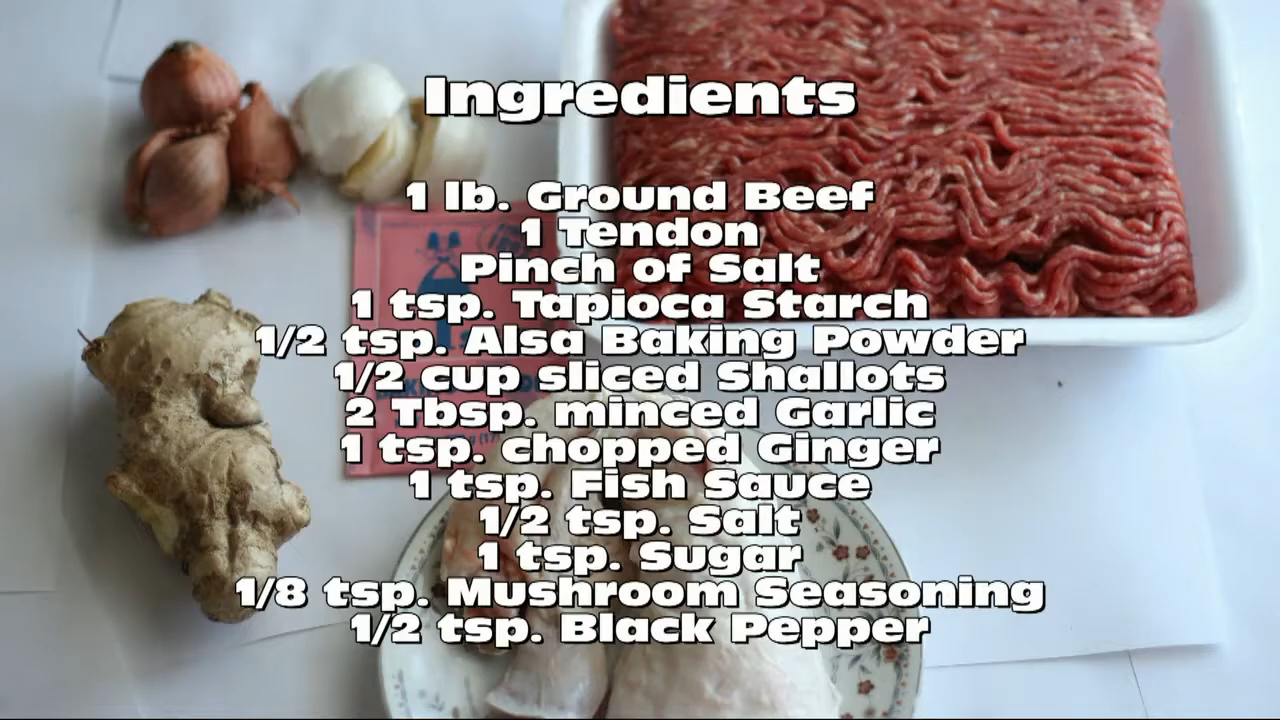 Ingredients
1 lb. Ground Beef
1 Tendon
Pinch of Salt
1 tsp. Tapioca Starch
1/2 tsp. Alsa Baking Powder
1/2 cup sliced Shallots
2 Tbsp. minced Garlic
1 tsp. chopped Ginger
1 tsp. Fish Sauce
1/2 tsp. Salt
1 tsp. Sugar
1/8 tsp. Mushroom Seasoning
1/2 tsp. Black Pepper